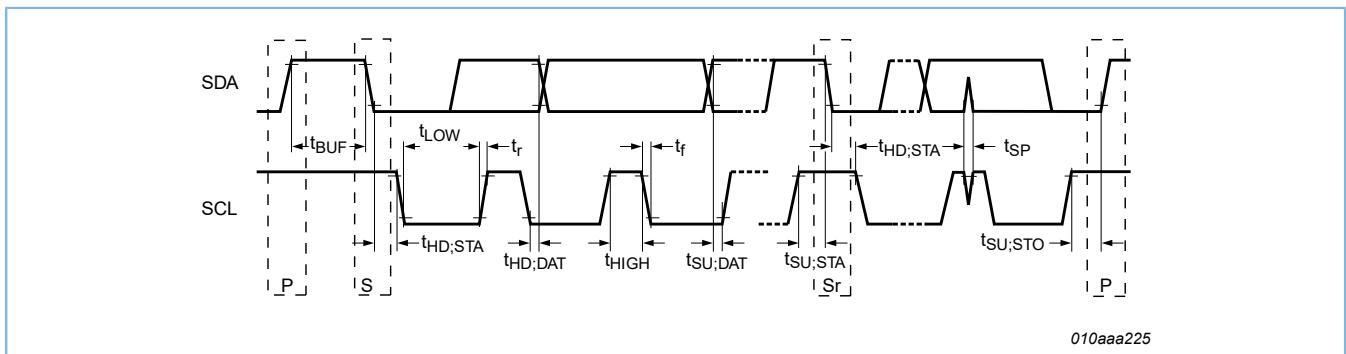 SDA
tBUF
tLOW
tr
tf
tHD;STA
tSP
SCL
tHD;STA
tHD;DAT
tHIGH
tSU;DAT
tSU;STA
tSU;STO
P
S
Sr
P
010aaa225